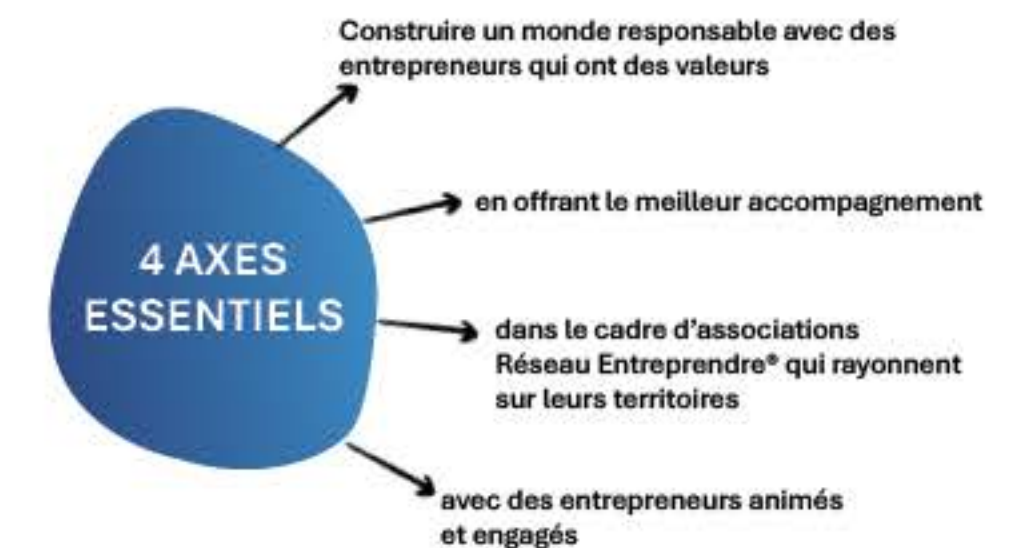 Construire un monde responsable avec des
entrepreneurs qui ont des valeurs
en offrant le meilleur accompagnement
4 AXES
ESSENTIELS
dans le cadre d'associations
Réseau Entreprendre® qui rayonnent
sur leurs territoires
avec des entrepreneurs animés
et engagés